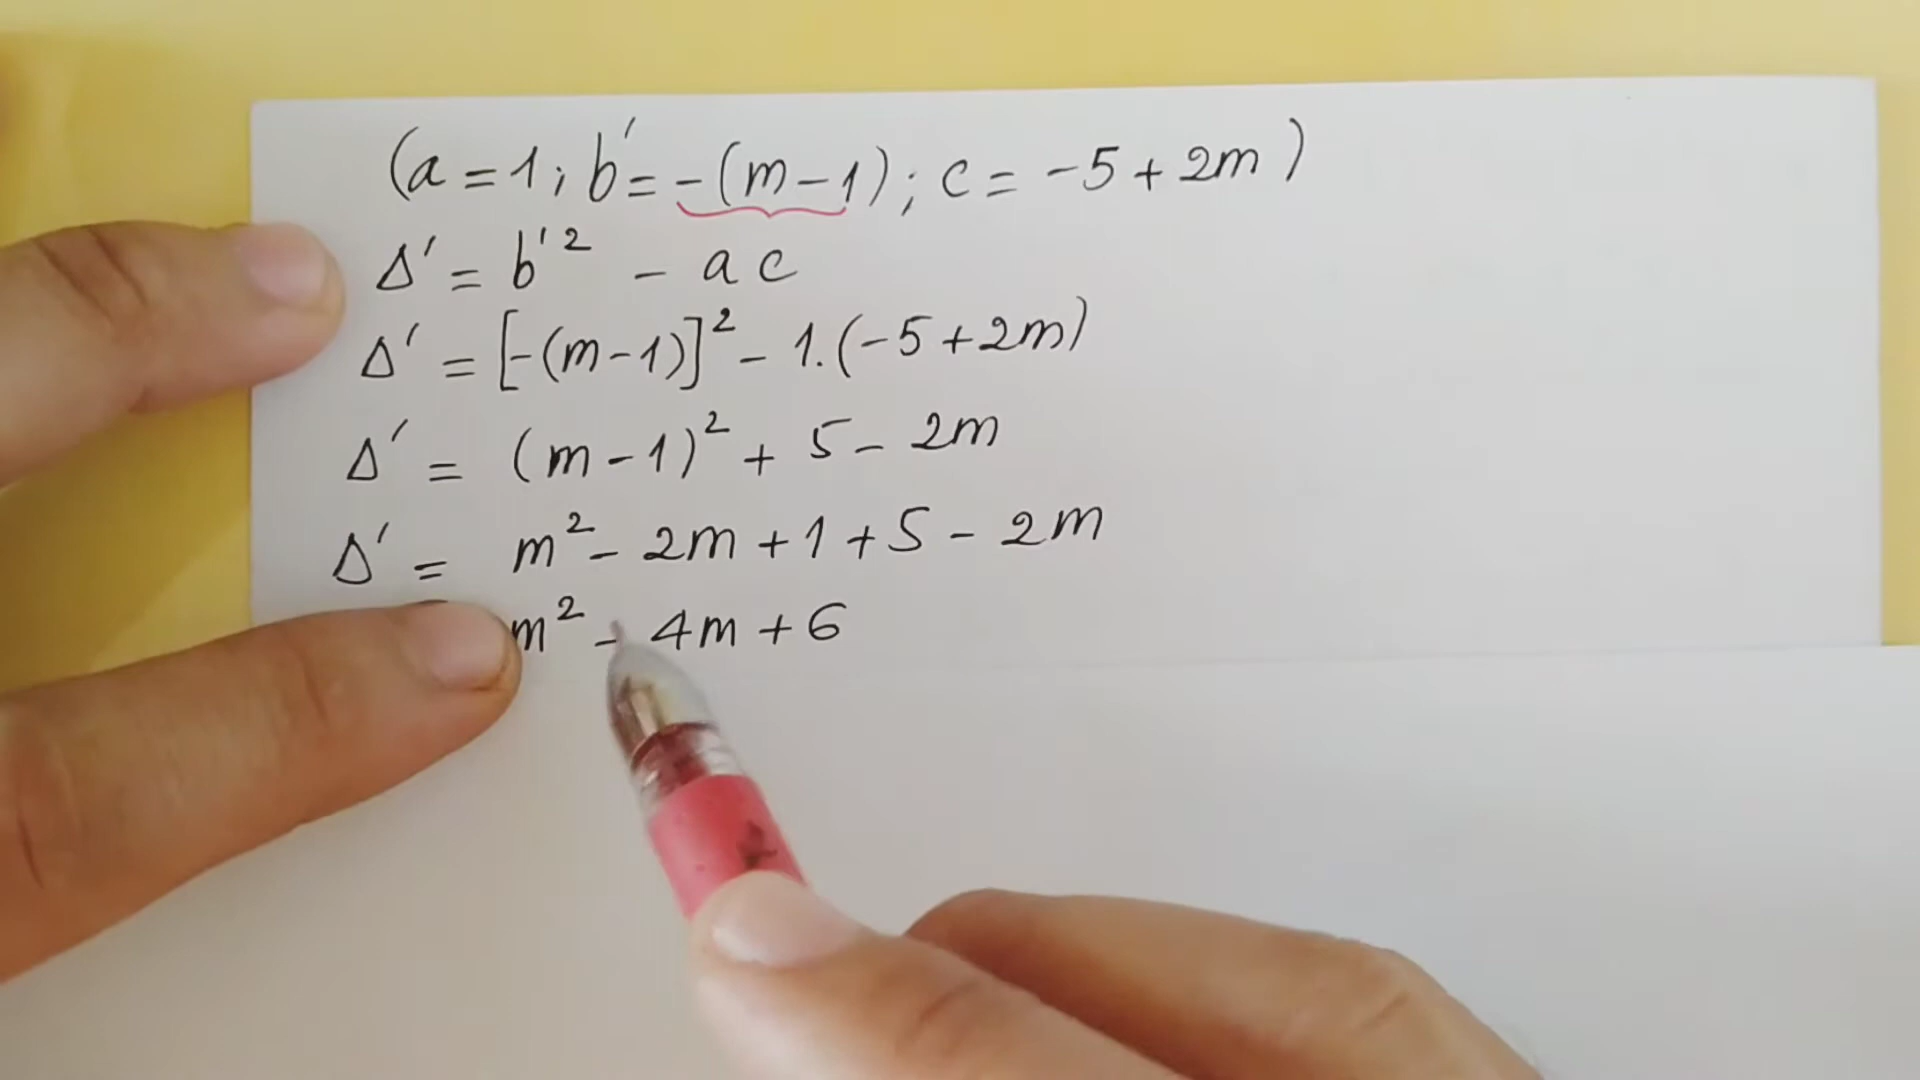 (a = 1 ; b' = -(m - 1) ; c = -5 + 2m)
Δ' = b'² - a c
Δ' = [-(m - 1)]² - 1.(-5 + 2m)
Δ' = (m - 1)² + 5 - 2m
Δ' = m² - 2m + 1 + 5 - 2m
m² - 4m + 6